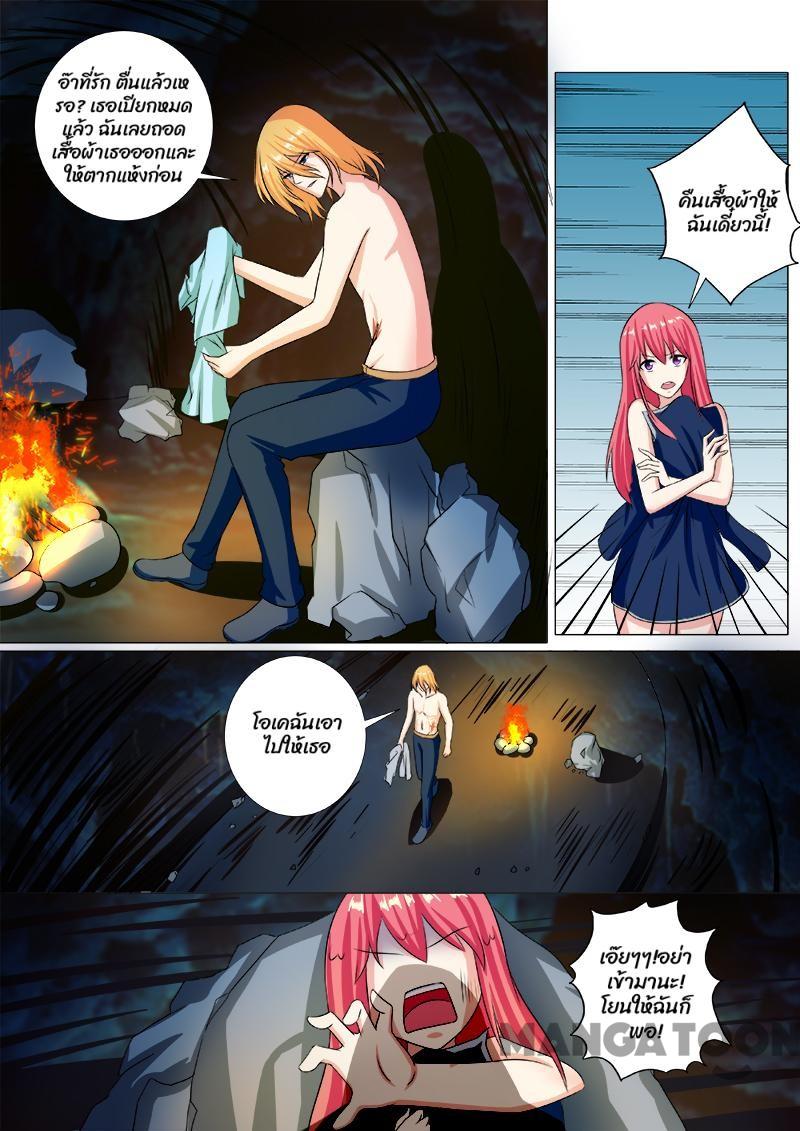 อ๊าที่รัก ตื่นแล้วเห
รอ? เธอเปียกหมด
แล้ว ฉันเลยถอด
เสื้อผ้าเธอออกและ
ให้ตากแห้งก่อน
คืนเสื้อผ้าให้
ฉันเดี๋ยวนี้!
โอเคฉันเอา
ไปให้เธอ
เอ๊ยๆๆ!อย่า
เข้ามานะ!
โยนให้ฉันก็
พอ!
MANGA TOON